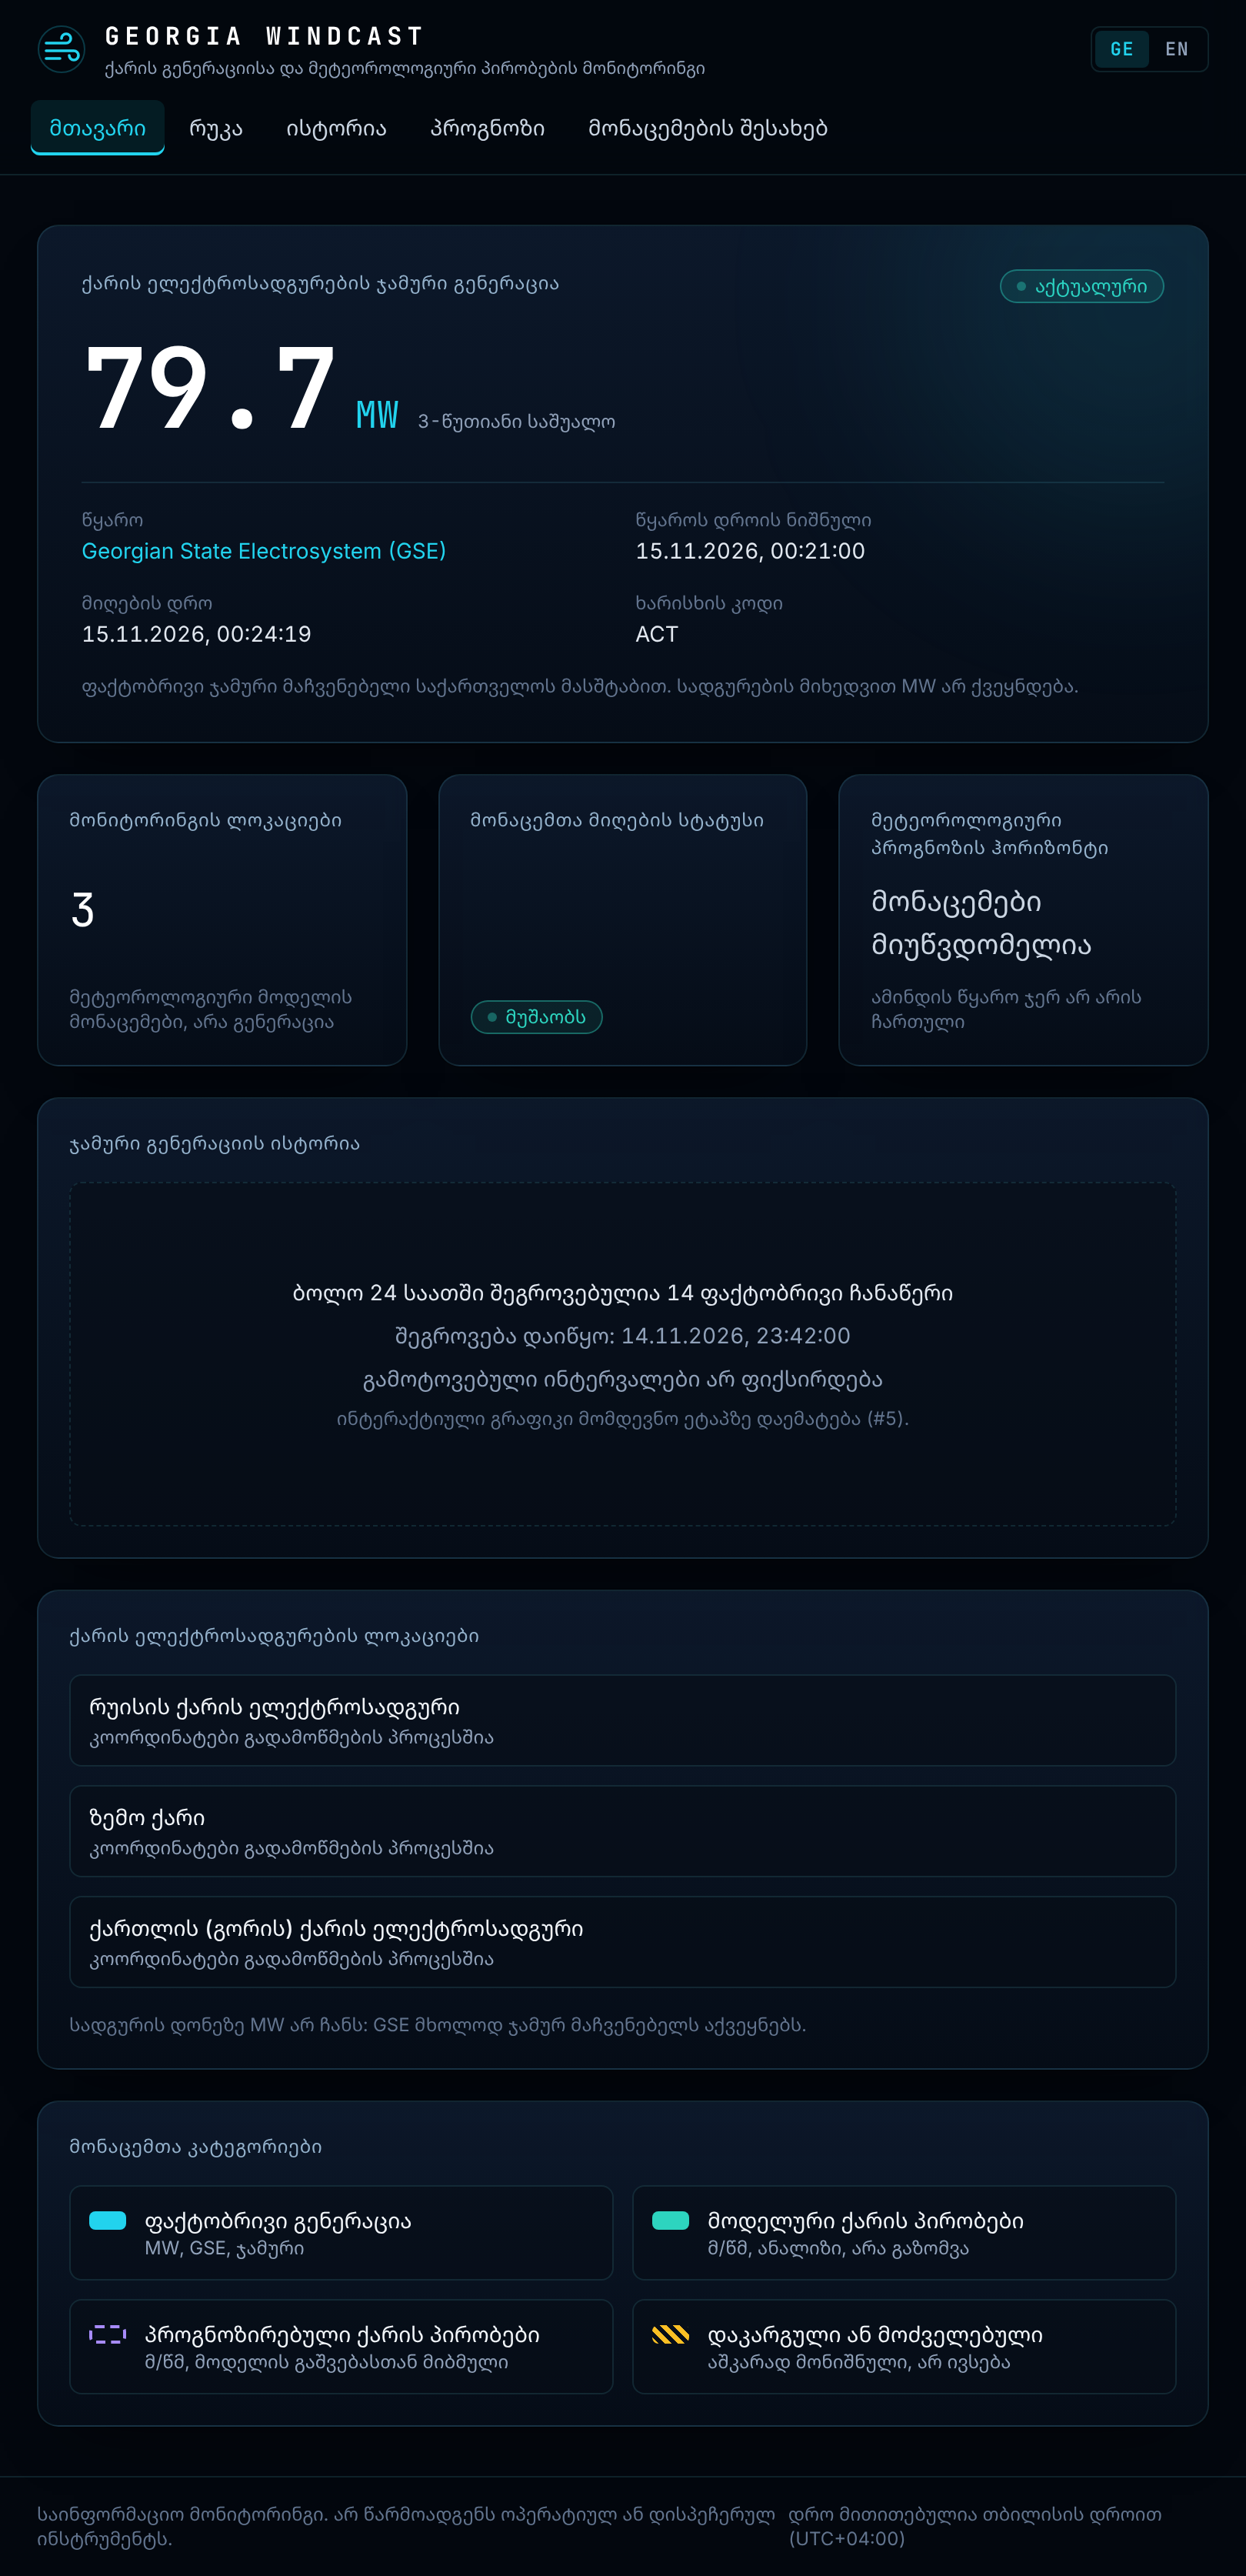 GEORGIA WINDCAST
ქარის გენერაციისა და მეტეოროლოგიური პირობების მონიტორინგი
GE EN
მთავარი რუკა ისტორია პროგნოზი მონაცემების შესახებ
ქარის ელექტროსადგურების ჯამური გენერაცია
აქტუალური
79.7 MW 3-წუთიანი საშუალო
წყარო
Georgian State Electrosystem (GSE)
წყაროს დროის ნიშნული
15.11.2026, 00:21:00
მიღების დრო
15.11.2026, 00:24:19
ხარისხის კოდი
ACT
ფაქტობრივი ჯამური მაჩვენებელი საქართველოს მასშტაბით. სადგურების მიხედვით MW არ ქვეყნდება.
მონიტორინგის ლოკაციები
3
მეტეოროლოგიური მოდელის
მონაცემები, არა გენერაცია
მონაცემთა მიღების სტატუსი
მუშაობს
მეტეოროლოგიური
პროგნოზის ჰორიზონტი
მონაცემები
მიუწვდომელია
ამინდის წყარო ჯერ არ არის
ჩართული
ჯამური გენერაციის ისტორია
ბოლო 24 საათში შეგროვებულია 14 ფაქტობრივი ჩანაწერი
შეგროვება დაიწყო: 14.11.2026, 23:42:00
გამოტოვებული ინტერვალები არ ფიქსირდება
ინტერაქტიული გრაფიკი მომდევნო ეტაპზე დაემატება (#5).
ქარის ელექტროსადგურების ლოკაციები
რუისის ქარის ელექტროსადგური
კოორდინატები გადამოწმების პროცესშია
ზემო ქარი
კოორდინატები გადამოწმების პროცესშია
ქართლის (გორის) ქარის ელექტროსადგური
კოორდინატები გადამოწმების პროცესშია
სადგურის დონეზე MW არ ჩანს: GSE მხოლოდ ჯამურ მაჩვენებელს აქვეყნებს.
მონაცემთა კატეგორიები
ფაქტობრივი გენერაცია
MW, GSE, ჯამური
მოდელური ქარის პირობები
მ/წმ, ანალიზი, არა გაზომვა
პროგნოზირებული ქარის პირობები
მ/წმ, მოდელის გაშვებასთან მიბმული
დაკარგული ან მოძველებული
აშკარად მონიშნული, არ ივსება
საინფორმაციო მონიტორინგი. არ წარმოადგენს ოპერატიულ ან დისპეჩერულ
ინსტრუმენტს.
დრო მითითებულია თბილისის დროით
(UTC+04:00)